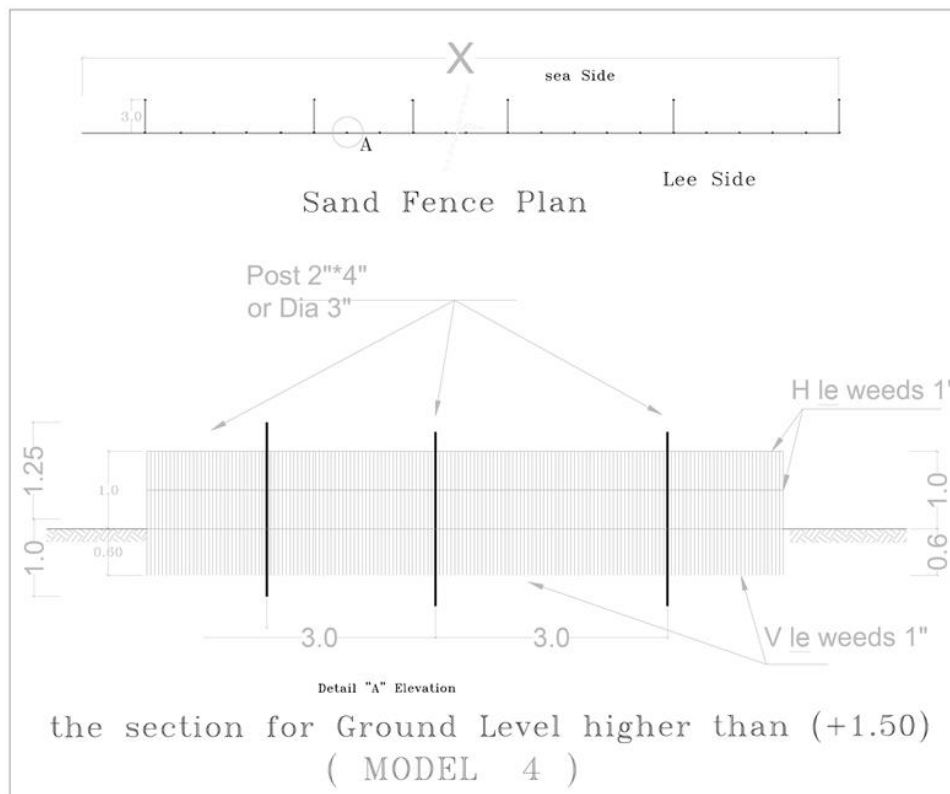 X
sea Side
3.0
A
Lee Side
Sand Fence Plan
Post 2"*4"
or Dia 3"
H le weeds 1"
1.25
1.0
1.0
1.0
0.60
0.6
3.0
3.0
V le weeds 1"
Detail "A" Elevation
the section for Ground Level higher than (+1.50)
( MODEL 4 )